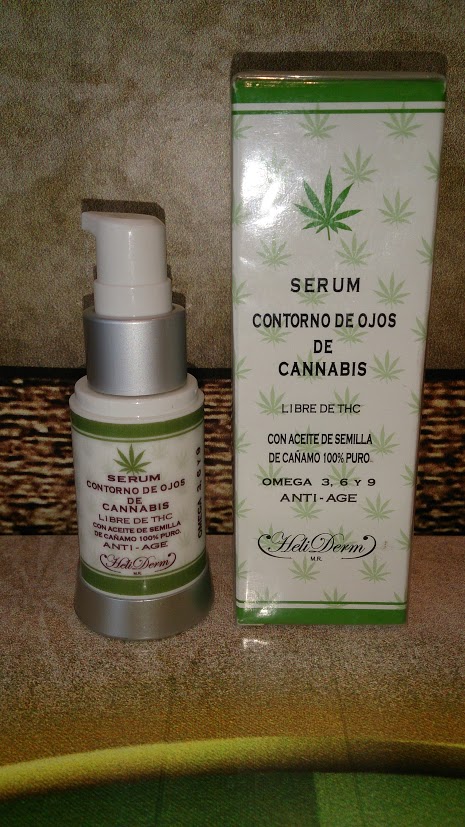 SERUM
CONTORNO DE OJOS
DE
CANNABIS
LIBRE DE THC
CON ACEITE DE SEMILLA
DE CAÑAMO 100% PURO.
ANTI-AGE
HeliDerm
M.R.
OMEGA 3, 6 Y 9
SERUM
CONTORNO DE OJOS
DE
CANNABIS
LIBRE DE THC
CON ACEITE DE SEMILLA
DE CAÑAMO 100% PURO
OMEGA 3, 6 Y 9
ANTI-AGE
HeliDerm
M.R.